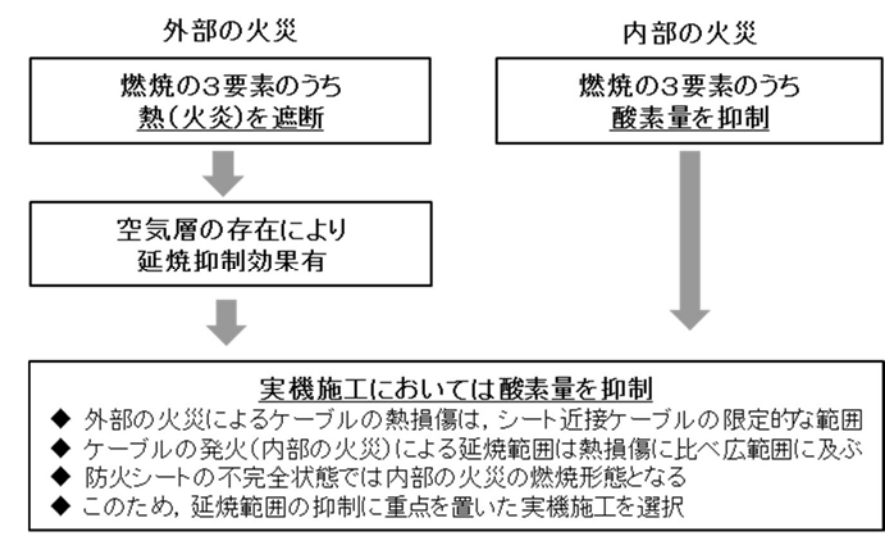 外部の火災
燃焼の3要素のうち
熱(火炎)を遮断
空気層の存在により
延焼抑制効果有
内部の火災
燃焼の3要素のうち
酸素量を抑制
実機施工においては酸素量を抑制
◆ 外部の火災によるケーブルの熱損傷は,シート近接ケーブルの限定的な範囲
◆ ケーブルの発火(内部の火災)による延焼範囲は熱損傷に比べ広範囲に及ぶ
◆ 防火シートの不完全状態では内部の火災の燃焼形態となる
◆ このため,延焼範囲の抑制に重点を置いた実機施工を選択